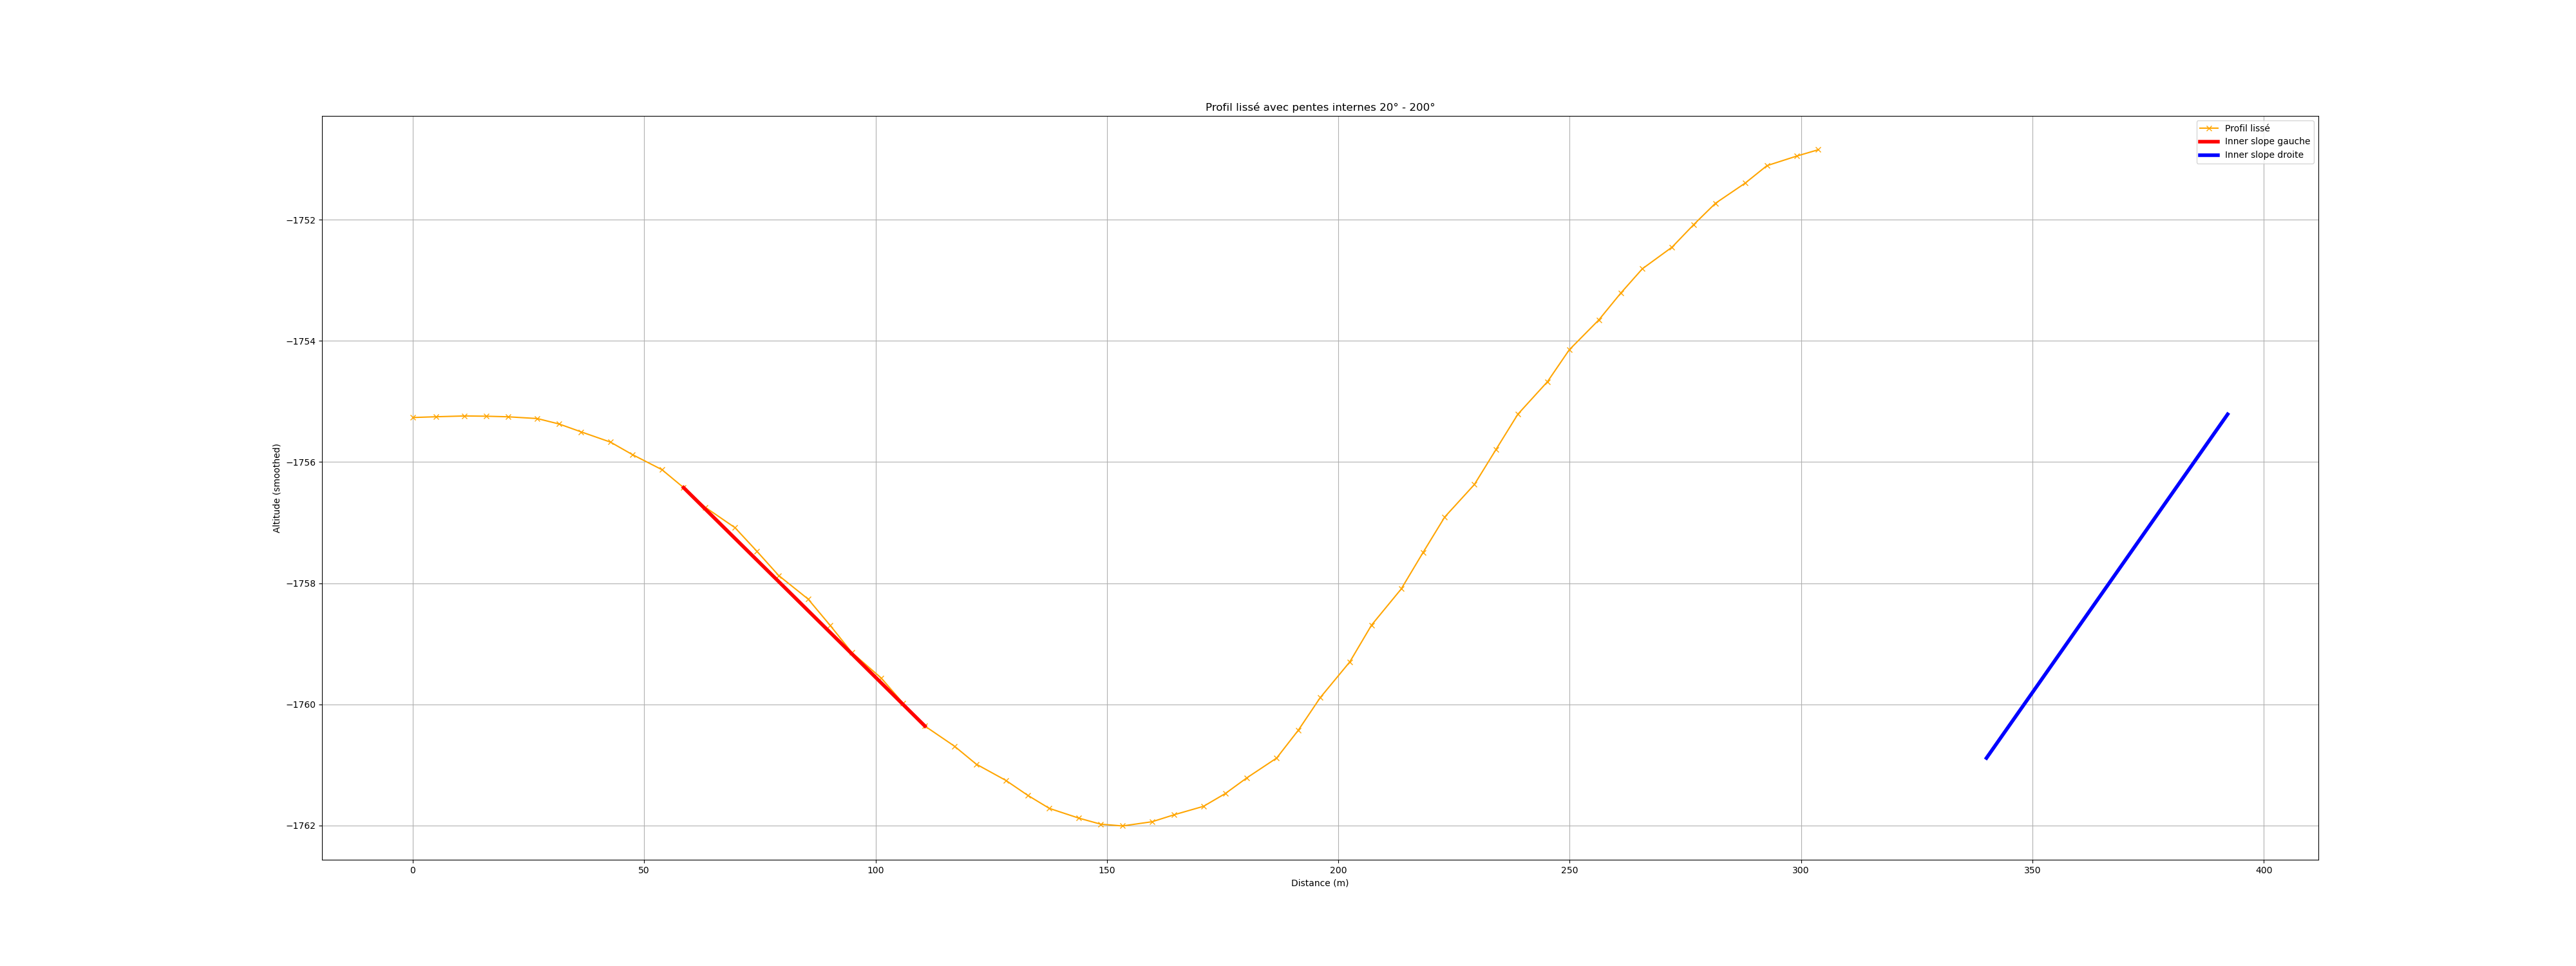 Profil lissé avec pentes internes 20° - 200°
Profil lissé
Inner slope gauche
Inner slope droite
Altitude (smoothed)
−1752
−1754
−1756
−1758
−1760
−1762
0
50
100
150
200
250
300
350
400
Distance (m)